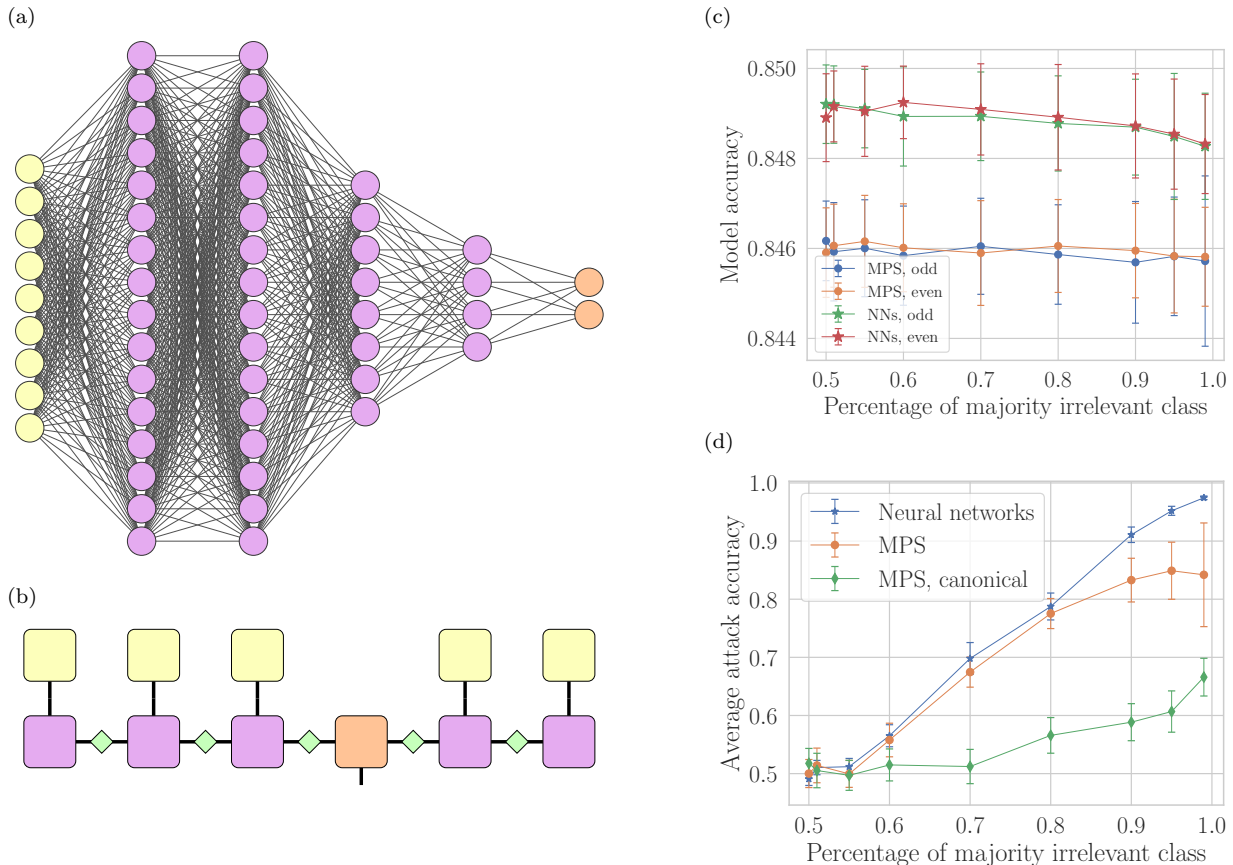 (a)
(b)
(c)
0.850
0.848
0.846
0.844
Model accuracy
MPS, odd
MPS, even
NNs, odd
NNs, even
0.5 0.6 0.7 0.8 0.9 1.0
Percentage of majority irrelevant class
(d)
1.0
0.9
0.8
0.7
0.6
0.5
Average attack accuracy
Neural networks
MPS
MPS, canonical
0.5 0.6 0.7 0.8 0.9 1.0
Percentage of majority irrelevant class